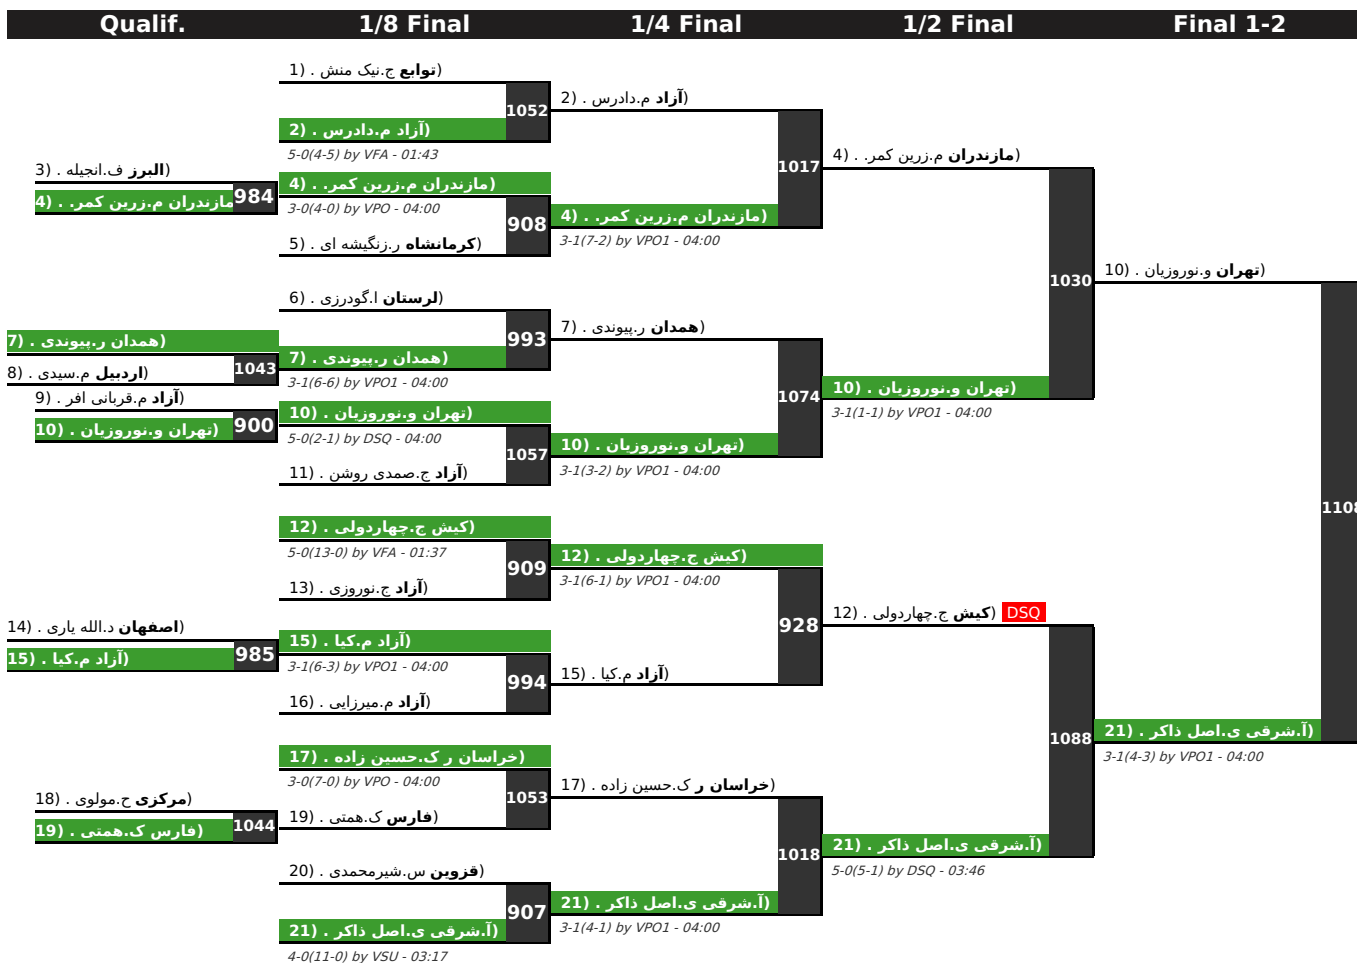 Qualif. 1/8 Final 1/4 Final 1/2 Final Final 1-2
1) . توابع ج.نیک منش)
1052
2) . آزاد م.دادرس)
5-0(4-5) by VFA - 01:43
3) . البرز ف.انجیله)
984
4) . مازندران م.زرین کمر.
4) . مازندران م.زرین کمر.)
3-0(4-0) by VPO - 04:00
908
5) . کرمانشاه ر.زنگیشه ای)
6) . لرستان ا.گودرزی)
993
7) . همدان ر.پیوندی)
1043
8) . اردبیل م.سیدی)
7) . همدان ر.پیوندی)
3-1(6-6) by VPO1 - 04:00
9) . آزاد م.قربانی افر)
900
10) . تهران و.نوروزیان)
10) . تهران و.نوروزیان)
5-0(2-1) by DSQ - 04:00
1057
11) . آزاد ج.صمدی روشن)
12) . کیش ج.چهاردولی)
5-0(13-0) by VFA - 01:37
909
13) . آزاد ج.نوروزی)
14) . اصفهان د.الله یاری)
985
15) . آزاد م.کیا)
15) . آزاد م.کیا)
3-1(6-3) by VPO1 - 04:00
994
16) . آزاد م.میرزایی)
17) . خراسان ر ک.حسین زاده)
3-0(7-0) by VPO - 04:00
1053
18) . مرکزی ح.مولوی)
1044
19) . فارس ک.همتی)
19) . فارس ک.همتی)
20) . قزوین س.شیرمحمدی)
907
21) . آ.شرقی ی.اصل ذاکر)
4-0(11-0) by VSU - 03:17
2) . آزاد م.دادرس)
1017
4) . مازندران م.زرین کمر.)
3-1(7-2) by VPO1 - 04:00
7) . همدان ر.پیوندی)
1074
10) . تهران و.نوروزیان)
3-1(3-2) by VPO1 - 04:00
12) . کیش ج.چهاردولی)
3-1(6-1) by VPO1 - 04:00
928
15) . آزاد م.کیا)
17) . خراسان ر ک.حسین زاده)
1018
21) . آ.شرقی ی.اصل ذاکر)
3-1(4-1) by VPO1 - 04:00
4) . مازندران م.زرین کمر.)
1030
10) . تهران و.نوروزیان)
3-1(1-1) by VPO1 - 04:00
12) . کیش ج.چهاردولی) DSQ
1088
21) . آ.شرقی ی.اصل ذاکر)
5-0(5-1) by DSQ - 03:46
10) . تهران و.نوروزیان)
1108
21) . آ.شرقی ی.اصل ذاکر)
3-1(4-3) by VPO1 - 04:00